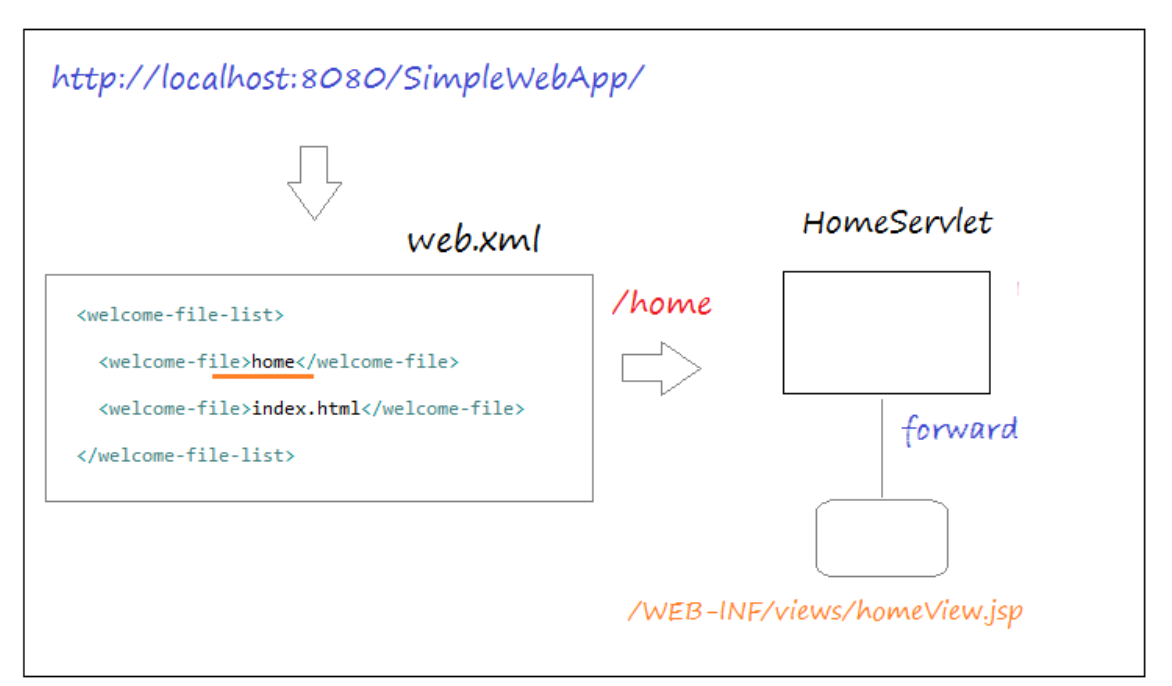 http://localhost:8080/SimpleWebApp/
web.xml
<welcome-file-list>
<welcome-file>home</welcome-file>
<welcome-file>index.html</welcome-file>
</welcome-file-list>
/home
HomeServlet
forward
/WEB-INF/views/homeView.jsp